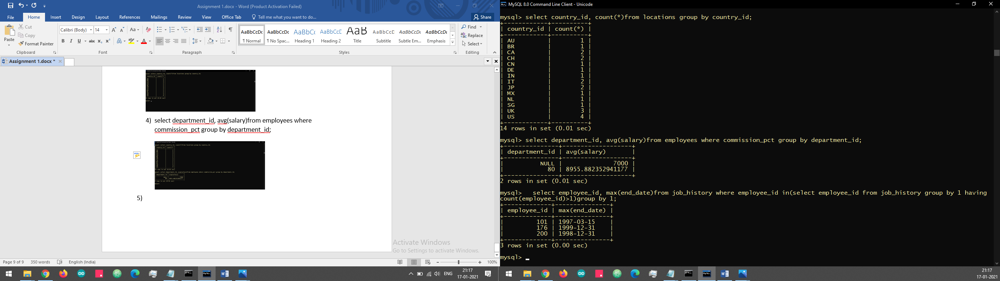 Assignment 1.docx - Word (Product Activation Failed)
File Home Insert Design Layout References Mailings Review View Office Tab Tell me what you want to do... Share
Paste
Cut
Copy
Format Painter
Clipboard
Calibri (Body) 14
Font
Paragraph
AaBbCcDc AaBbCcDc AaBbCc AaBbCcE AaB AaBbCcD AaBbCcDt AaBbCcDt
¶ Normal ¶ No Spac... Heading 1 Heading 2 Title Subtitle Subtle Em... Emphasis
Styles
Find
Replace
Select
Editing
Assignment 1.docx *
4) select department_id, avg(salary)from employees where
commission_pct group by department_id;
5)
Activate Windows
Go to Settings to activate Windows.
Page 9 of 9 350 words English (India) 100%
ENG 21:17
17-01-2021
MySQL 8.0 Command Line Client - Unicode
mysql> select country_id, count(*)from locations group by country_id;
+------------+----------+
| country_id | count(*) |
+------------+----------+
| AU | 1 |
| BR | 1 |
| CA | 2 |
| CH | 2 |
| CN | 1 |
| DE | 1 |
| IN | 1 |
| IT | 2 |
| JP | 2 |
| MX | 1 |
| NL | 1 |
| SG | 1 |
| UK | 3 |
| US | 4 |
+------------+----------+
14 rows in set (0.01 sec)
mysql> select department_id, avg(salary)from employees where commission_pct group by department_id;
+---------------+-------------------+
| department_id | avg(salary) |
+---------------+-------------------+
| NULL | 7000 |
| 80 | 8955.882352941177 |
+---------------+-------------------+
2 rows in set (0.01 sec)
mysql>   select employee_id, max(end_date)from job_history where employee_id in(select employee_id from job_history group by 1 having
count(employee_id)>1)group by 1;
+-------------+---------------+
| employee_id | max(end_date) |
+-------------+---------------+
| 101 | 1997-03-15 |
| 176 | 1999-12-31 |
| 200 | 1998-12-31 |
+-------------+---------------+
3 rows in set (0.00 sec)
mysql> _
21:17
17-01-2021